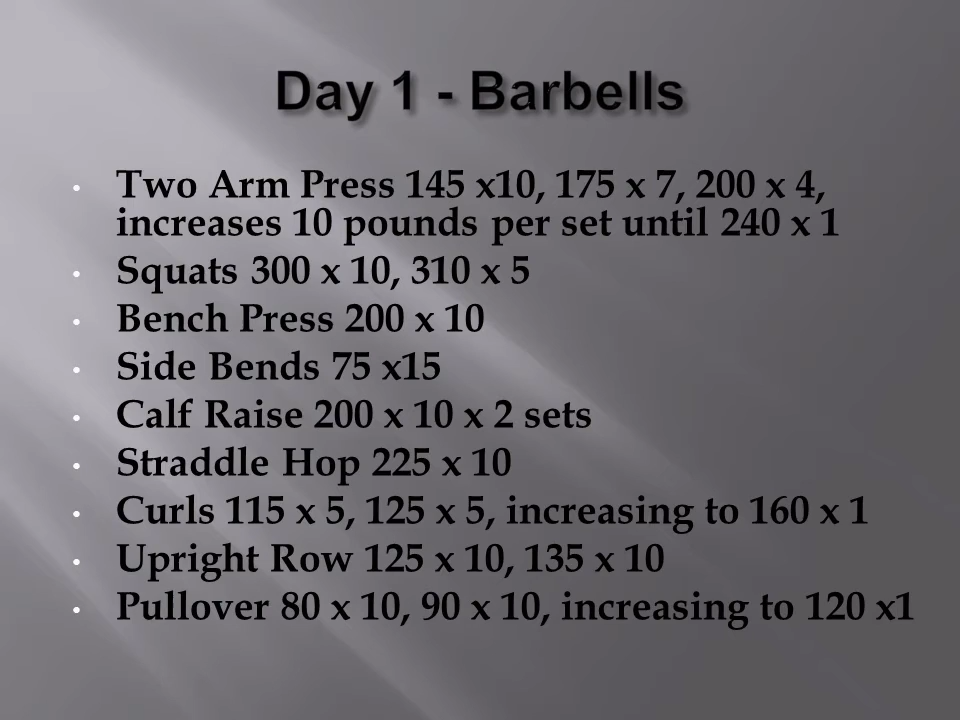 Day 1 - Barbells
• Two Arm Press 145 x10, 175 x 7, 200 x 4,
increases 10 pounds per set until 240 x 1
• Squats 300 x 10, 310 x 5
• Bench Press 200 x 10
• Side Bends 75 x15
• Calf Raise 200 x 10 x 2 sets
• Straddle Hop 225 x 10
• Curls 115 x 5, 125 x 5, increasing to 160 x 1
• Upright Row 125 x 10, 135 x 10
• Pullover 80 x 10, 90 x 10, increasing to 120 x1